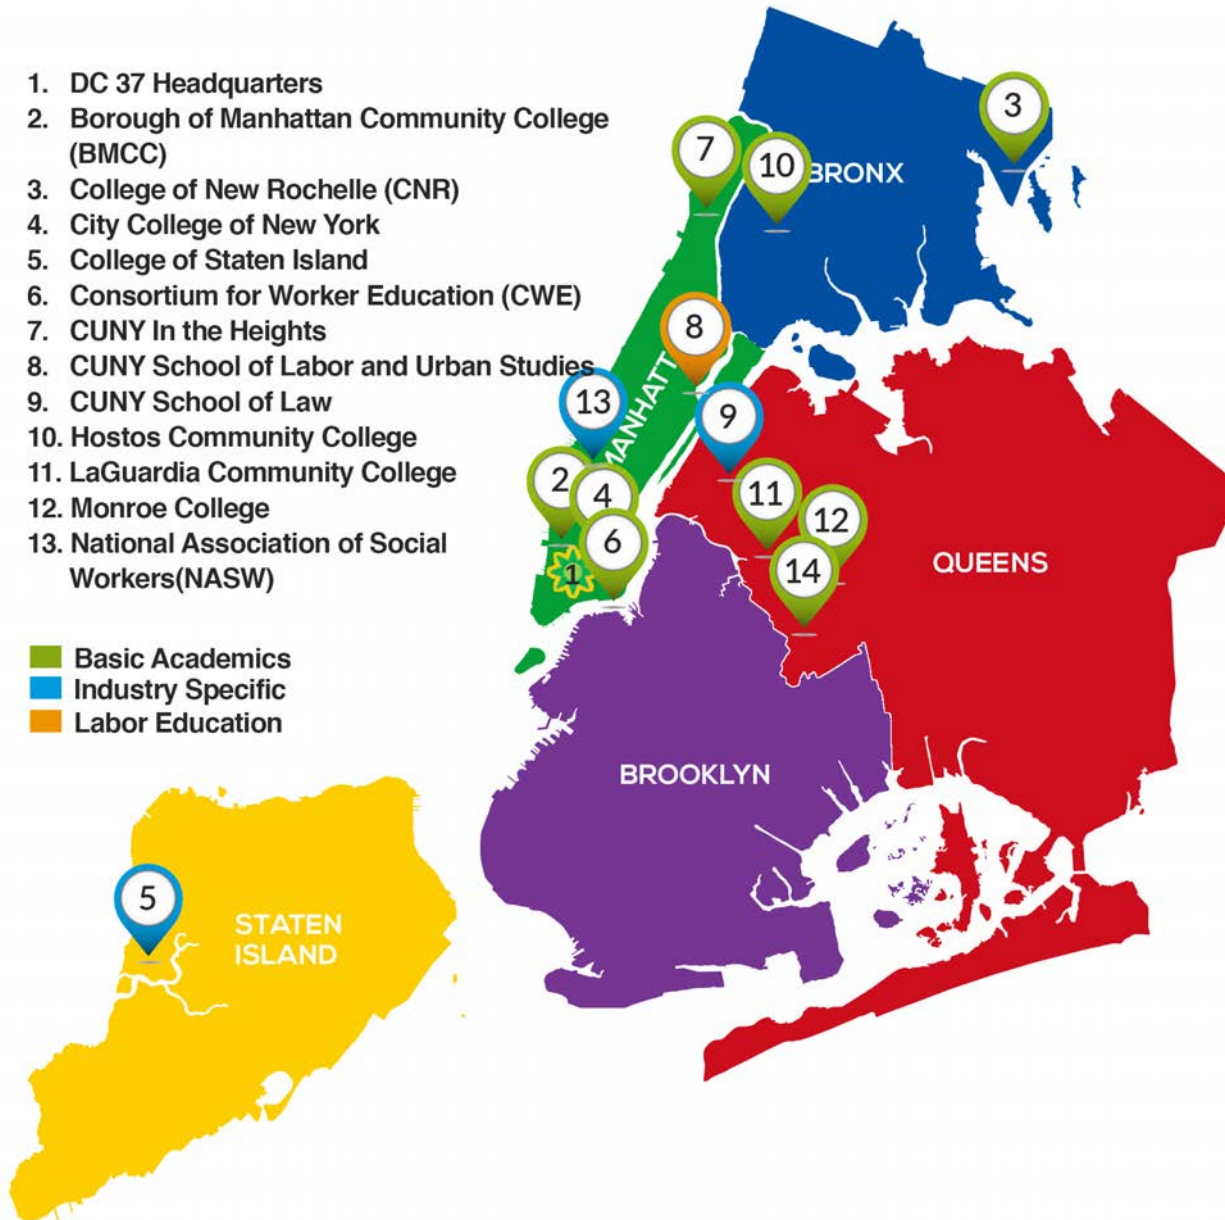 1. DC 37 Headquarters
2. Borough of Manhattan Community College
(BMCC)
3. College of New Rochelle (CNR)
4. City College of New York
5. College of Staten Island
6. Consortium for Worker Education (CWE)
7. CUNY In the Heights
8. CUNY School of Labor and Urban Studies
9. CUNY School of Law
10. Hostos Community College
11. LaGuardia Community College
12. Monroe College
13. National Association of Social
Workers(NASW)
Basic Academics
Industry Specific
Labor Education
3
7
10
BRONX
8
MANHATT
13
9
2
4
11
12
6
14
1
QUEENS
BROOKLYN
5
STATEN
ISLAND